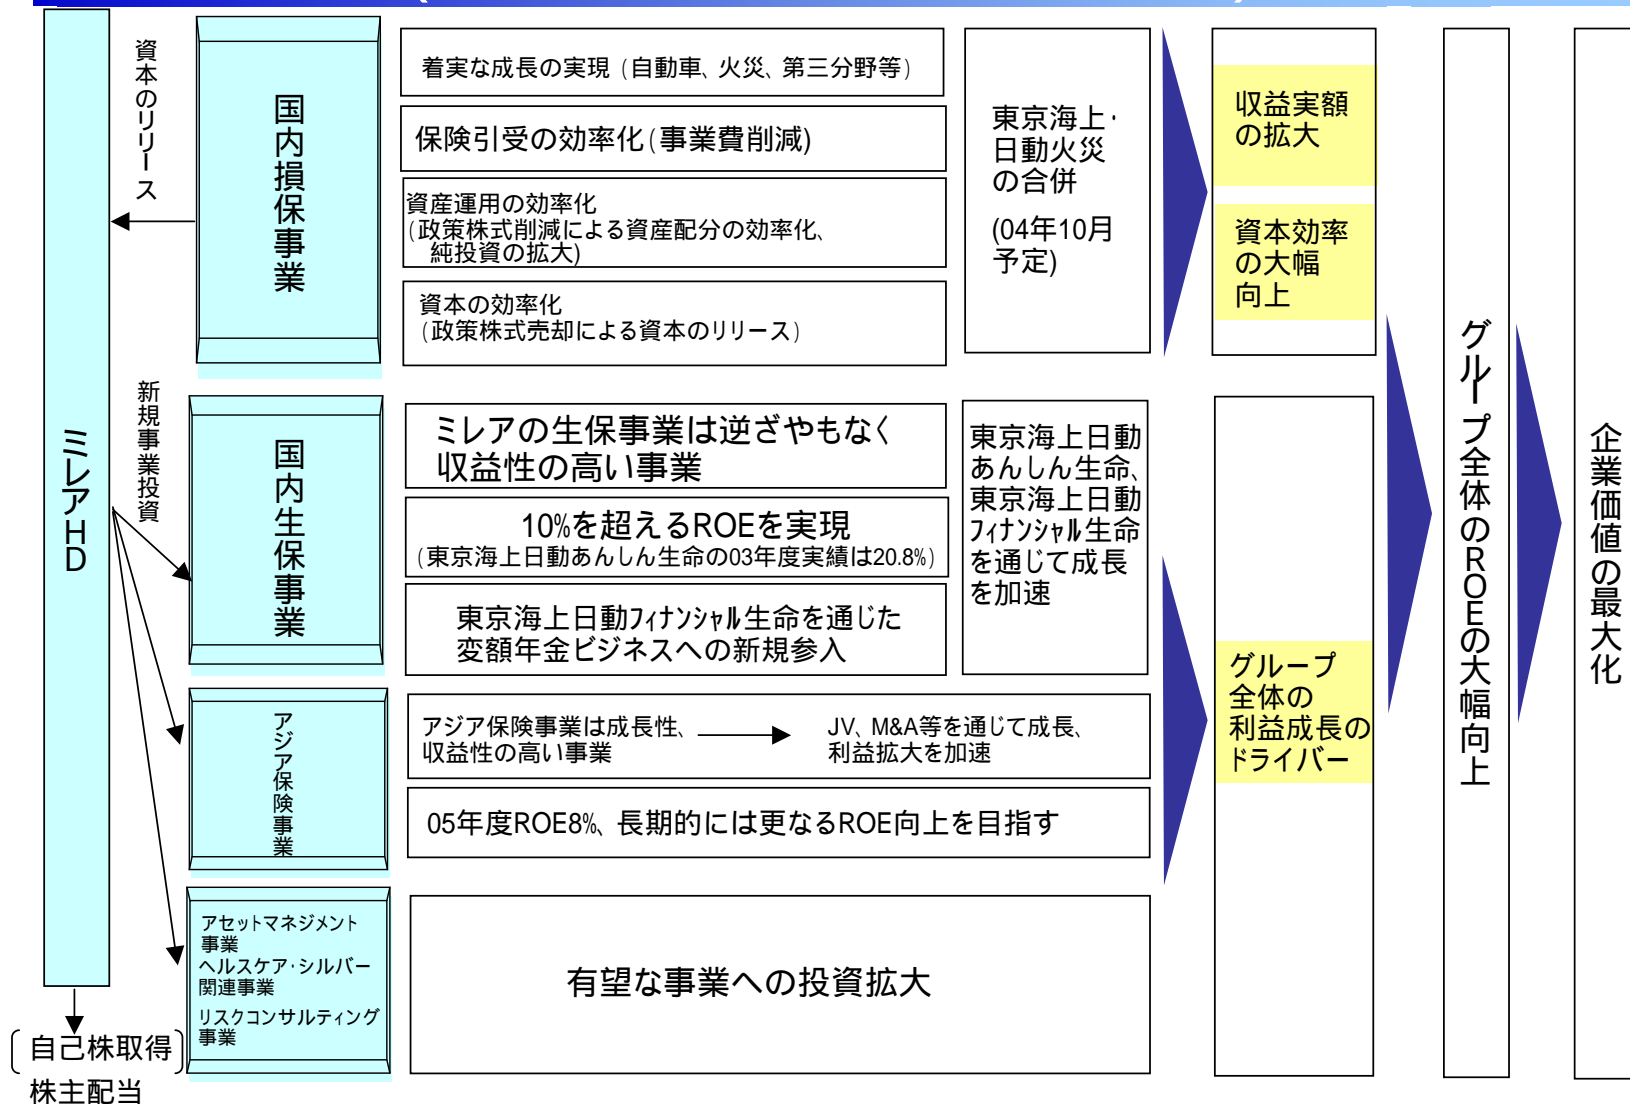 ミレアHD
資本のリリース
新規事業投資
自己株取得
株主配当
国内損保事業
着実な成長の実現（自動車、火災、第三分野等）
保険引受の効率化(事業費削減)
資産運用の効率化
(政策株式削減による資産配分の効率化、
純投資の拡大)
資本の効率化
(政策株式売却による資本のリリース)
東京海上・
日動火災
の合併
(04年10月
予定)
収益実額
の拡大
資本効率
の大幅
向上
国内生保事業
ミレアの生保事業は逆ざやもなく
収益性の高い事業
10%を超えるROEを実現
(東京海上日動あんしん生命の03年度実績は20.8%)
東京海上日動ﾌｨﾅﾝｼｬﾙ生命を通じた
変額年金ビジネスへの新規参入
東京海上日動
あんしん生命、
東京海上日動
ﾌｨﾅﾝｼｬﾙ生命
を通じて成長
を加速
アジア保険事業
アジア保険事業は成長性、
収益性の高い事業
JV、M&A等を通じて成長、
利益拡大を加速
05年度ROE8%、長期的には更なるROE向上を目指す
アセットマネジメント
事業
ヘルスケア・シルバー
関連事業
リスクコンサルティング
事業
有望な事業への投資拡大
グループ
全体の
利益成長の
ドライバー
グループ全体のROEの大幅向上
企業価値の最大化